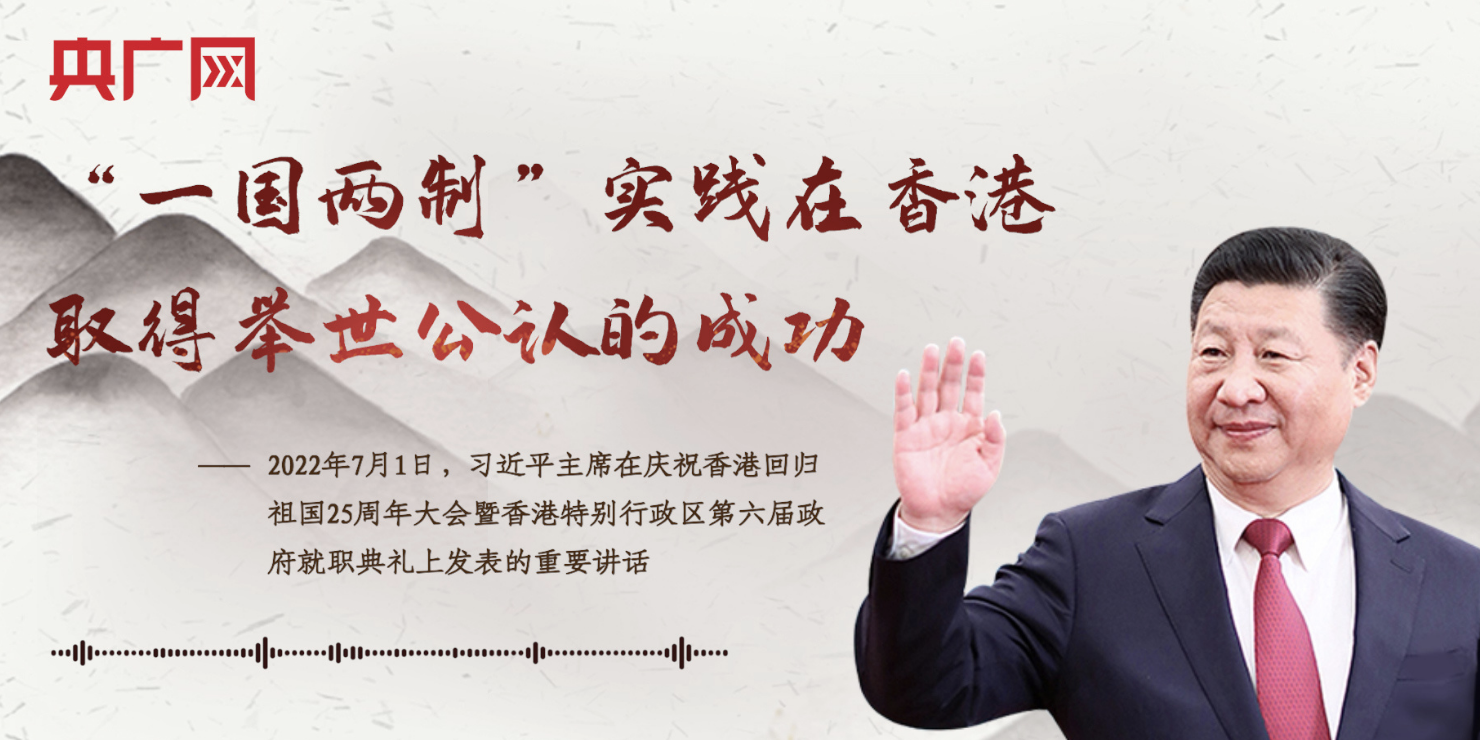 央广网
“一国两制”实践在香港
取得举世公认的成功
—— 2022年7月1日，习近平主席在庆祝香港回归
祖国25周年大会暨香港特别行政区第六届政
府就职典礼上发表的重要讲话